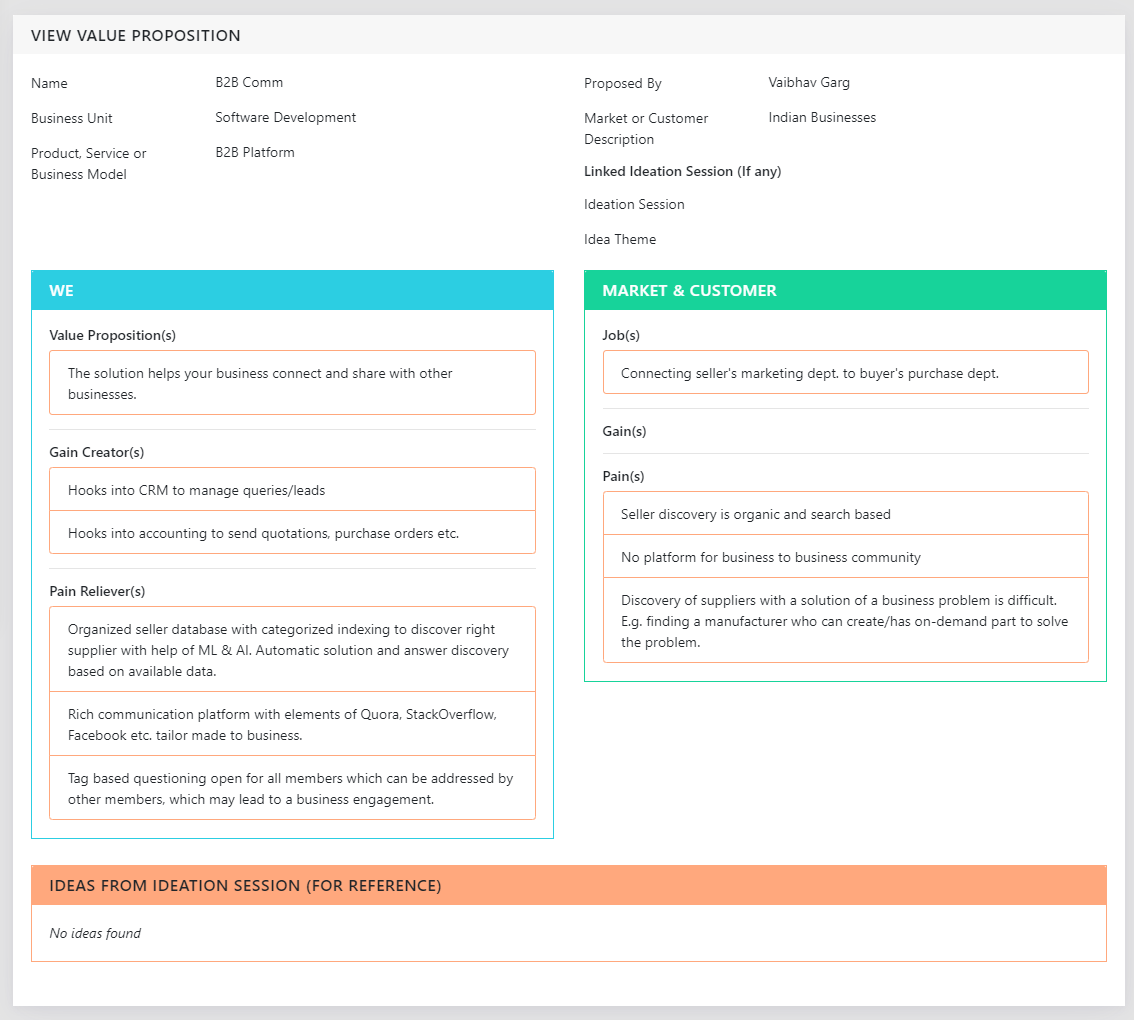 VIEW VALUE PROPOSITION
Name
B2B Comm
Business Unit
Software Development
Product, Service or
Business Model
B2B Platform
Proposed By
Vaibhav Garg
Market or Customer
Description
Indian Businesses
Linked Ideation Session (If any)
Ideation Session
Idea Theme
WE
Value Proposition(s)
The solution helps your business connect and share with other
businesses.
Gain Creator(s)
Hooks into CRM to manage queries/leads
Hooks into accounting to send quotations, purchase orders etc.
Pain Reliever(s)
Organized seller database with categorized indexing to discover right
supplier with help of ML & AI. Automatic solution and answer discovery
based on available data.
Rich communication platform with elements of Quora, StackOverflow,
Facebook etc. tailor made to business.
Tag based questioning open for all members which can be addressed by
other members, which may lead to a business engagement.
MARKET & CUSTOMER
Job(s)
Connecting seller's marketing dept. to buyer's purchase dept.
Gain(s)
Pain(s)
Seller discovery is organic and search based
No platform for business to business community
Discovery of suppliers with a solution of a business problem is difficult.
E.g. finding a manufacturer who can create/has on-demand part to solve
the problem.
IDEAS FROM IDEATION SESSION (FOR REFERENCE)
No ideas found